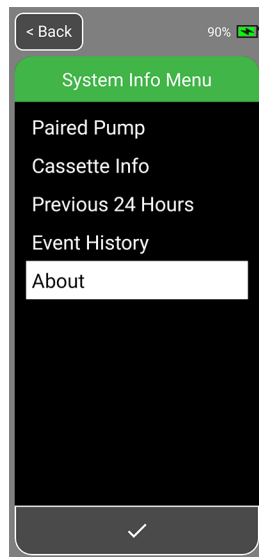 < Back
90%
System Info Menu
Paired Pump
Cassette Info
Previous 24 Hours
Event History
About